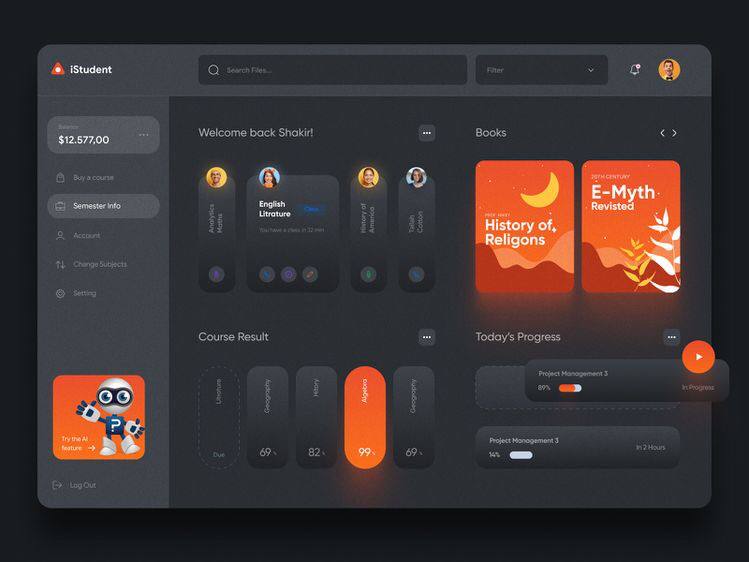 iStudent
Search Files...
Filter
Balance
$12.577,00
Buy a course
Semester Info
Account
Change Subjects
Setting
Try the AI
feature
Log Out
Welcome back Shakir!
Analytics
Maths
English
Litrature
Class
You have a class in 32 min
History of
America
Tallah
Cotton
Books
History of
Religons
20TH CENTURY
E-Myth
Revisted
Course Result
Litrature
Due
Geography
69 %
Hitory
82 %
Algebra
99 %
Geography
69 %
Today's Progress
Project Management 3
89%
In Progress
Project Management 3
14%
In 2 Hours